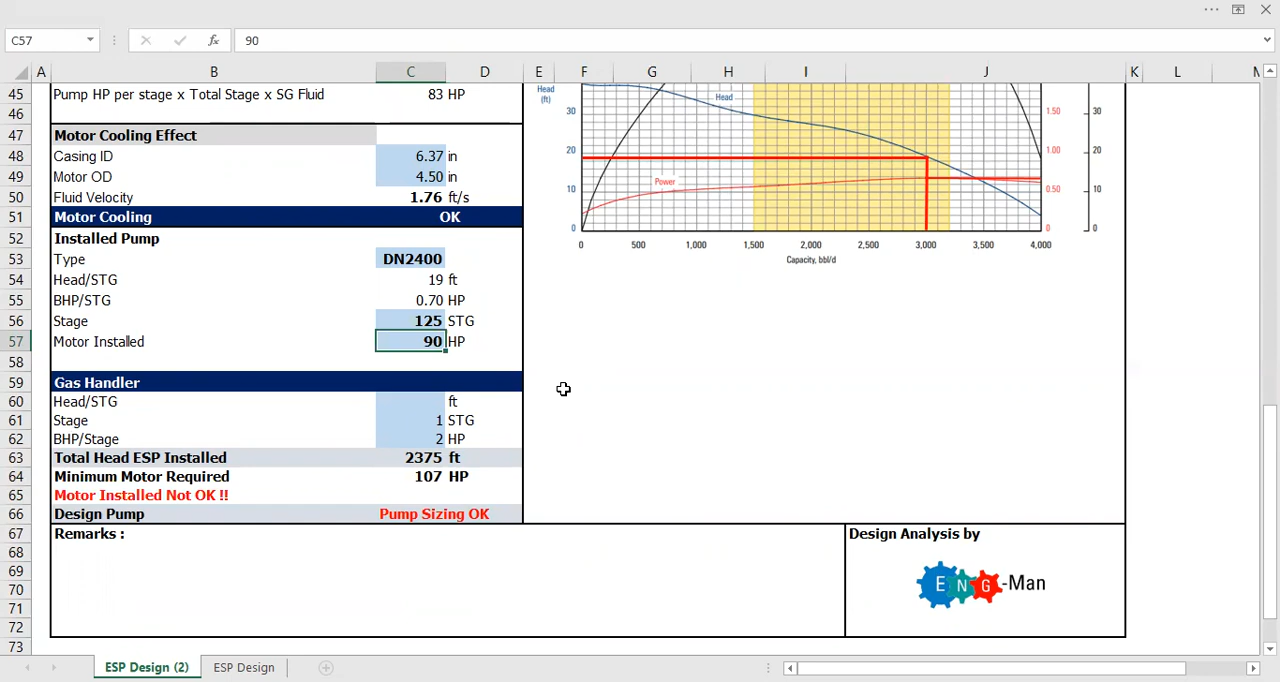 C57 fx 90
A B C D E F G H I J K L M
45 Pump HP per stage x Total Stage x SG Fluid 83 HP
46
47 Motor Cooling Effect
48 Casing ID 6.37 in
49 Motor OD 4.50 in
50 Fluid Velocity 1.76 ft/s
51 Motor Cooling OK
52 Installed Pump
53 Type DN2400
54 Head/STG 19 ft
55 BHP/STG 0.70 HP
56 Stage 125 STG
57 Motor Installed 90 HP
58
59 Gas Handler
60 Head/STG ft
61 Stage 1 STG
62 BHP/Stage 2 HP
63 Total Head ESP Installed 2375 ft
64 Minimum Motor Required 107 HP
65 Motor Installed Not OK !!
66 Design Pump Pump Sizing OK
67 Remarks : Design Analysis by
68
69
70 E N G -Man
71
72
73
Head
(ft)
Head
30 1.50 30
20 1.00 20
Power
10 0.50 10
0 0 0
0 500 1,000 1,500 2,000 2,500 3,000 3,500 4,000
Capacity, bbl/d
ESP Design (2) ESP Design